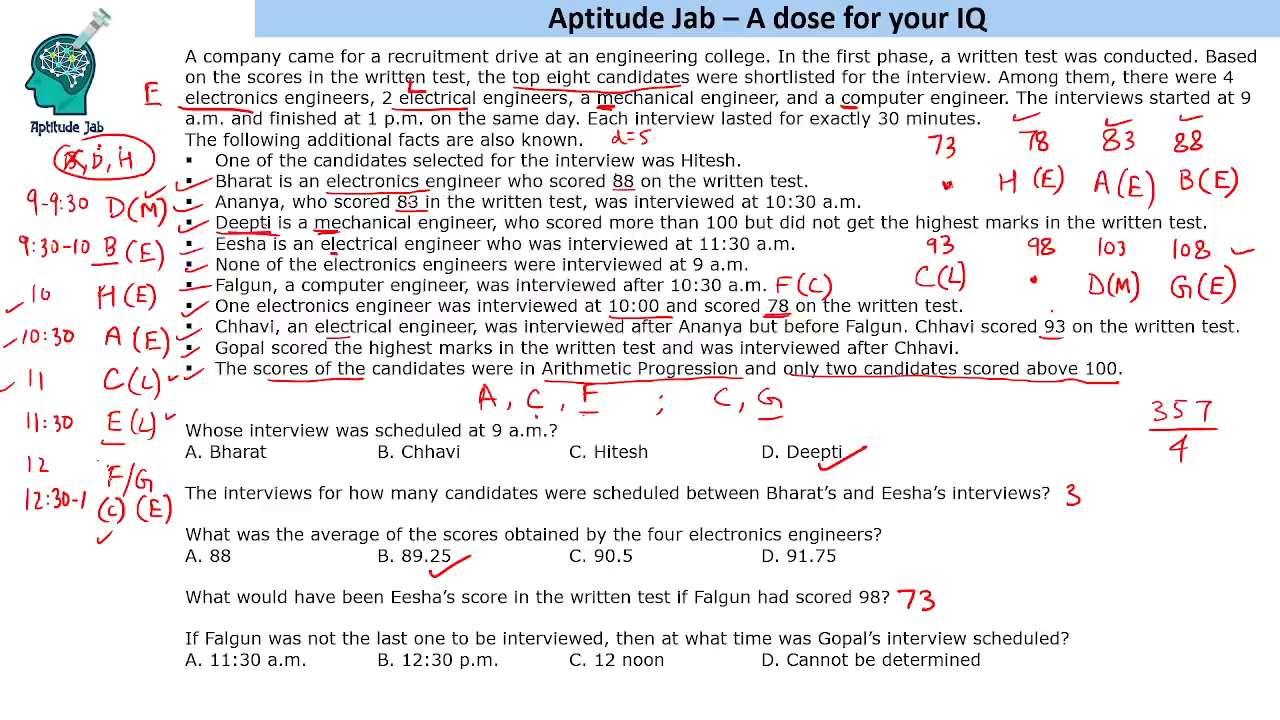 Aptitude Jab – A dose for your IQ
Aptitude Jab
A company came for a recruitment drive at an engineering college. In the first phase, a written test was conducted. Based
on the scores in the written test, the top eight candidates were shortlisted for the interview. Among them, there were 4
electronics engineers, 2 electrical engineers, a mechanical engineer, and a computer engineer. The interviews started at 9
a.m. and finished at 1 p.m. on the same day. Each interview lasted for exactly 30 minutes.
E
L
The following additional facts are also known.
d=5
73 78 83 88
H (E) A (E) B (E)
93 98 103 108
C(L) D(M) G(E)
▪ One of the candidates selected for the interview was Hitesh.
▪ Bharat is an electronics engineer who scored 88 on the written test.
▪ Ananya, who scored 83 in the written test, was interviewed at 10:30 a.m.
▪ Deepti is a mechanical engineer, who scored more than 100 but did not get the highest marks in the written test.
▪ Eesha is an electrical engineer who was interviewed at 11:30 a.m.
▪ None of the electronics engineers were interviewed at 9 a.m.
▪ Falgun, a computer engineer, was interviewed after 10:30 a.m. F(C)
▪ One electronics engineer was interviewed at 10:00 and scored 78 on the written test.
▪ Chhavi, an electrical engineer, was interviewed after Ananya but before Falgun. Chhavi scored 93 on the written test.
▪ Gopal scored the highest marks in the written test and was interviewed after Chhavi.
▪ The scores of the candidates were in Arithmetic Progression and only two candidates scored above 100.
B, D, H
9-9:30 D(M)
9:30-10 B(E)
10 H(E)
10:30 A(E)
11 C(L)
11:30 E(L)
12 F/G
12:30-1 (C) (E)
A, C, F ; C, G
357
4
Whose interview was scheduled at 9 a.m.?
A. Bharat B. Chhavi C. Hitesh D. Deepti
The interviews for how many candidates were scheduled between Bharat’s and Eesha’s interviews? 3
What was the average of the scores obtained by the four electronics engineers?
A. 88 B. 89.25 C. 90.5 D. 91.75
What would have been Eesha’s score in the written test if Falgun had scored 98? 73
If Falgun was not the last one to be interviewed, then at what time was Gopal’s interview scheduled?
A. 11:30 a.m. B. 12:30 p.m. C. 12 noon D. Cannot be determined